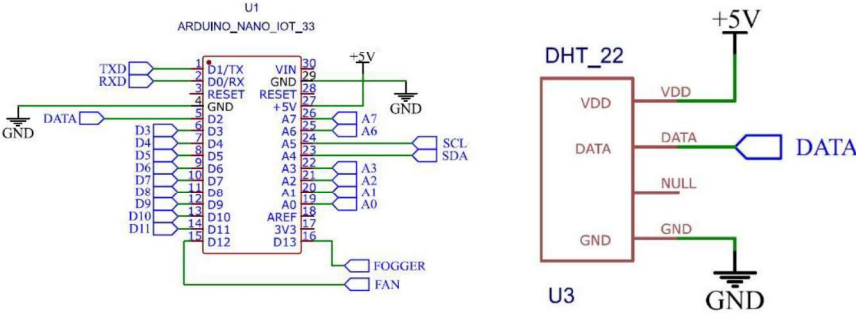 U1
ARDUINO_NANO_IOT_33
TXD 1 D1/TX VIN 30 +5V
RXD 2 D0/RX GND 29
3 RESET RESET 28 GND
4 GND +5V 27
GND
DATA 5 D2 A7 26 A7
D3 6 D3 A6 25 A6
D4 7 D4 A5 24 SCL
D5 8 D5 A4 23 SDA
D6 9 D6 A3 22 A3
D7 10 D7 A2 21 A2
D8 11 D8 A1 20 A1
D9 12 D9 A0 19 A0
D10 13 D10 AREF 18
D11 14 D11 3V3 17
15 D12 D13 16
FOGGER
FAN
+5V
DHT_22
VDD VDD
DATA DATA DATA
NULL
GND GND
U3
GND